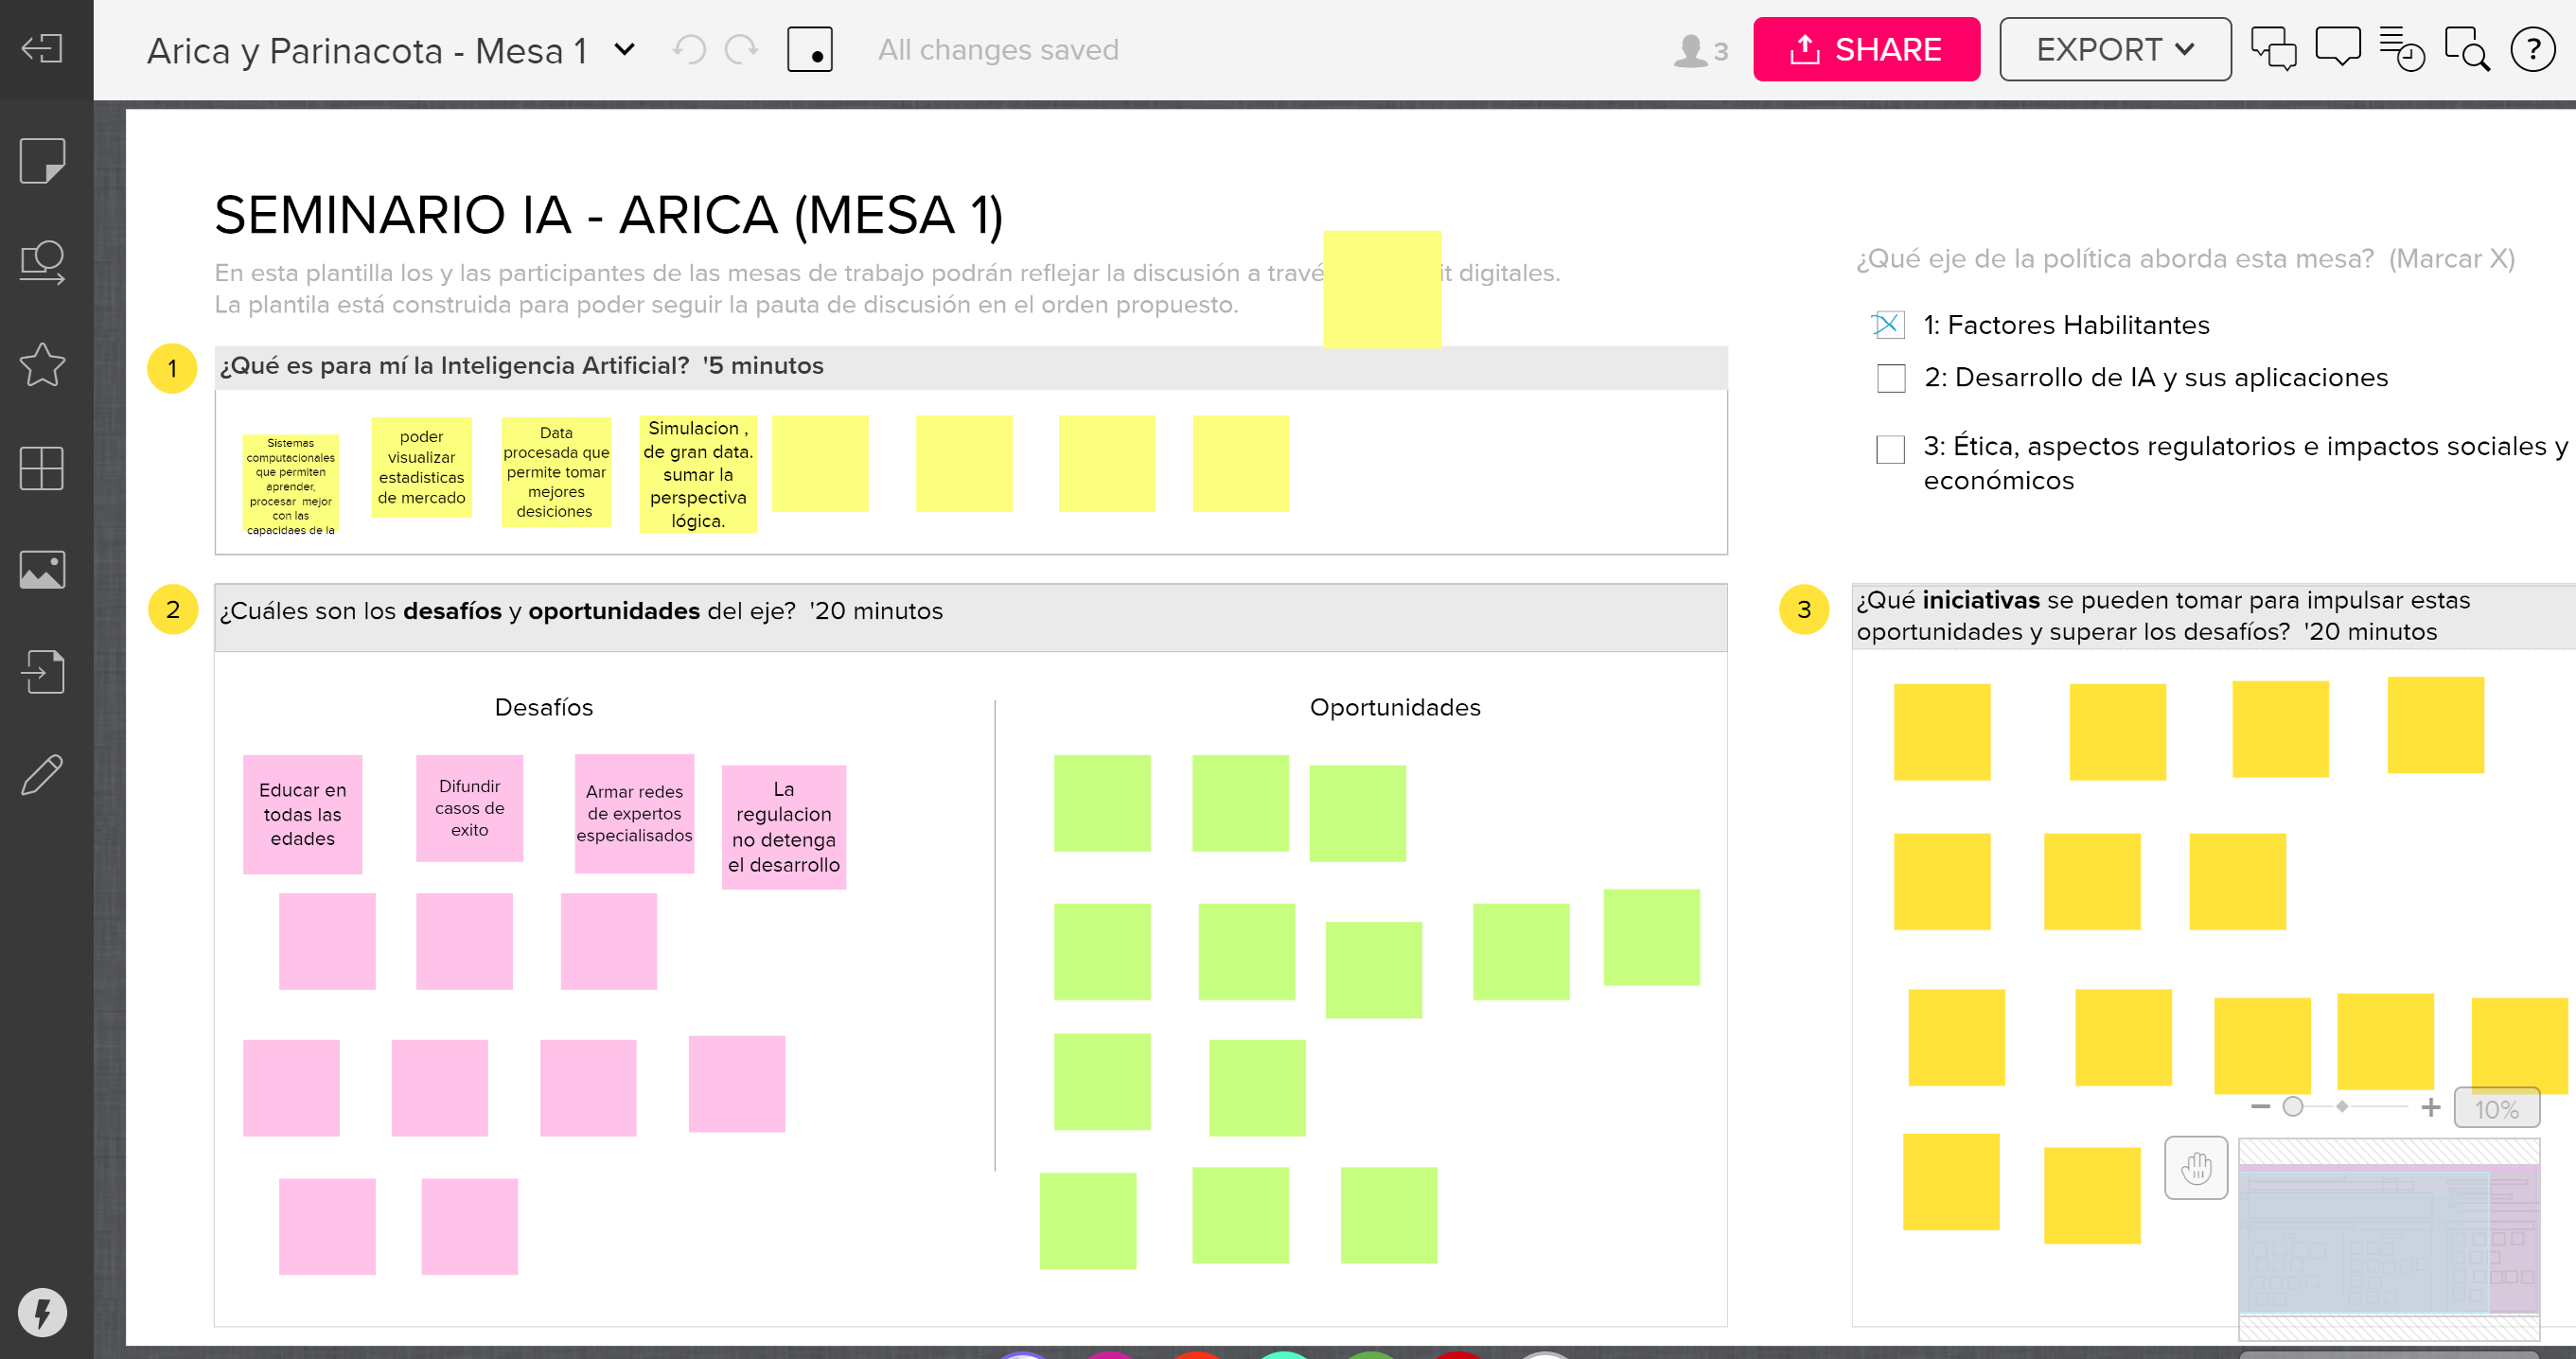 Arica y Parinacota - Mesa 1
All changes saved
3
SHARE
EXPORT
?
SEMINARIO IA - ARICA (MESA 1)
En esta plantilla los y las participantes de las mesas de trabajo podrán reflejar la discusión a travé it digitales.
La plantila está construida para poder seguir la pauta de discusión en el orden propuesto.
¿Qué eje de la política aborda esta mesa? (Marcar X)
X 1: Factores Habilitantes
2: Desarrollo de IA y sus aplicaciones
3: Ética, aspectos regulatorios e impactos sociales y
económicos
1
¿Qué es para mí la Inteligencia Artificial? '5 minutos
Sistemas
computacionales
que permiten
aprender,
procesar mejor
con las
capacidaes de la
poder
visualizar
estadisticas
de mercado
Data
procesada que
permite tomar
mejores
desiciones
Simulacion ,
de gran data.
sumar la
perspectiva
lógica.
2
¿Cuáles son los desafíos y oportunidades del eje? '20 minutos
Desafíos
Oportunidades
Educar en
todas las
edades
Difundir
casos de
exito
Armar redes
de expertos
especialisados
La
regulacion
no detenga
el desarrollo
3
¿Qué iniciativas se pueden tomar para impulsar estas
oportunidades y superar los desafíos? '20 minutos
10%